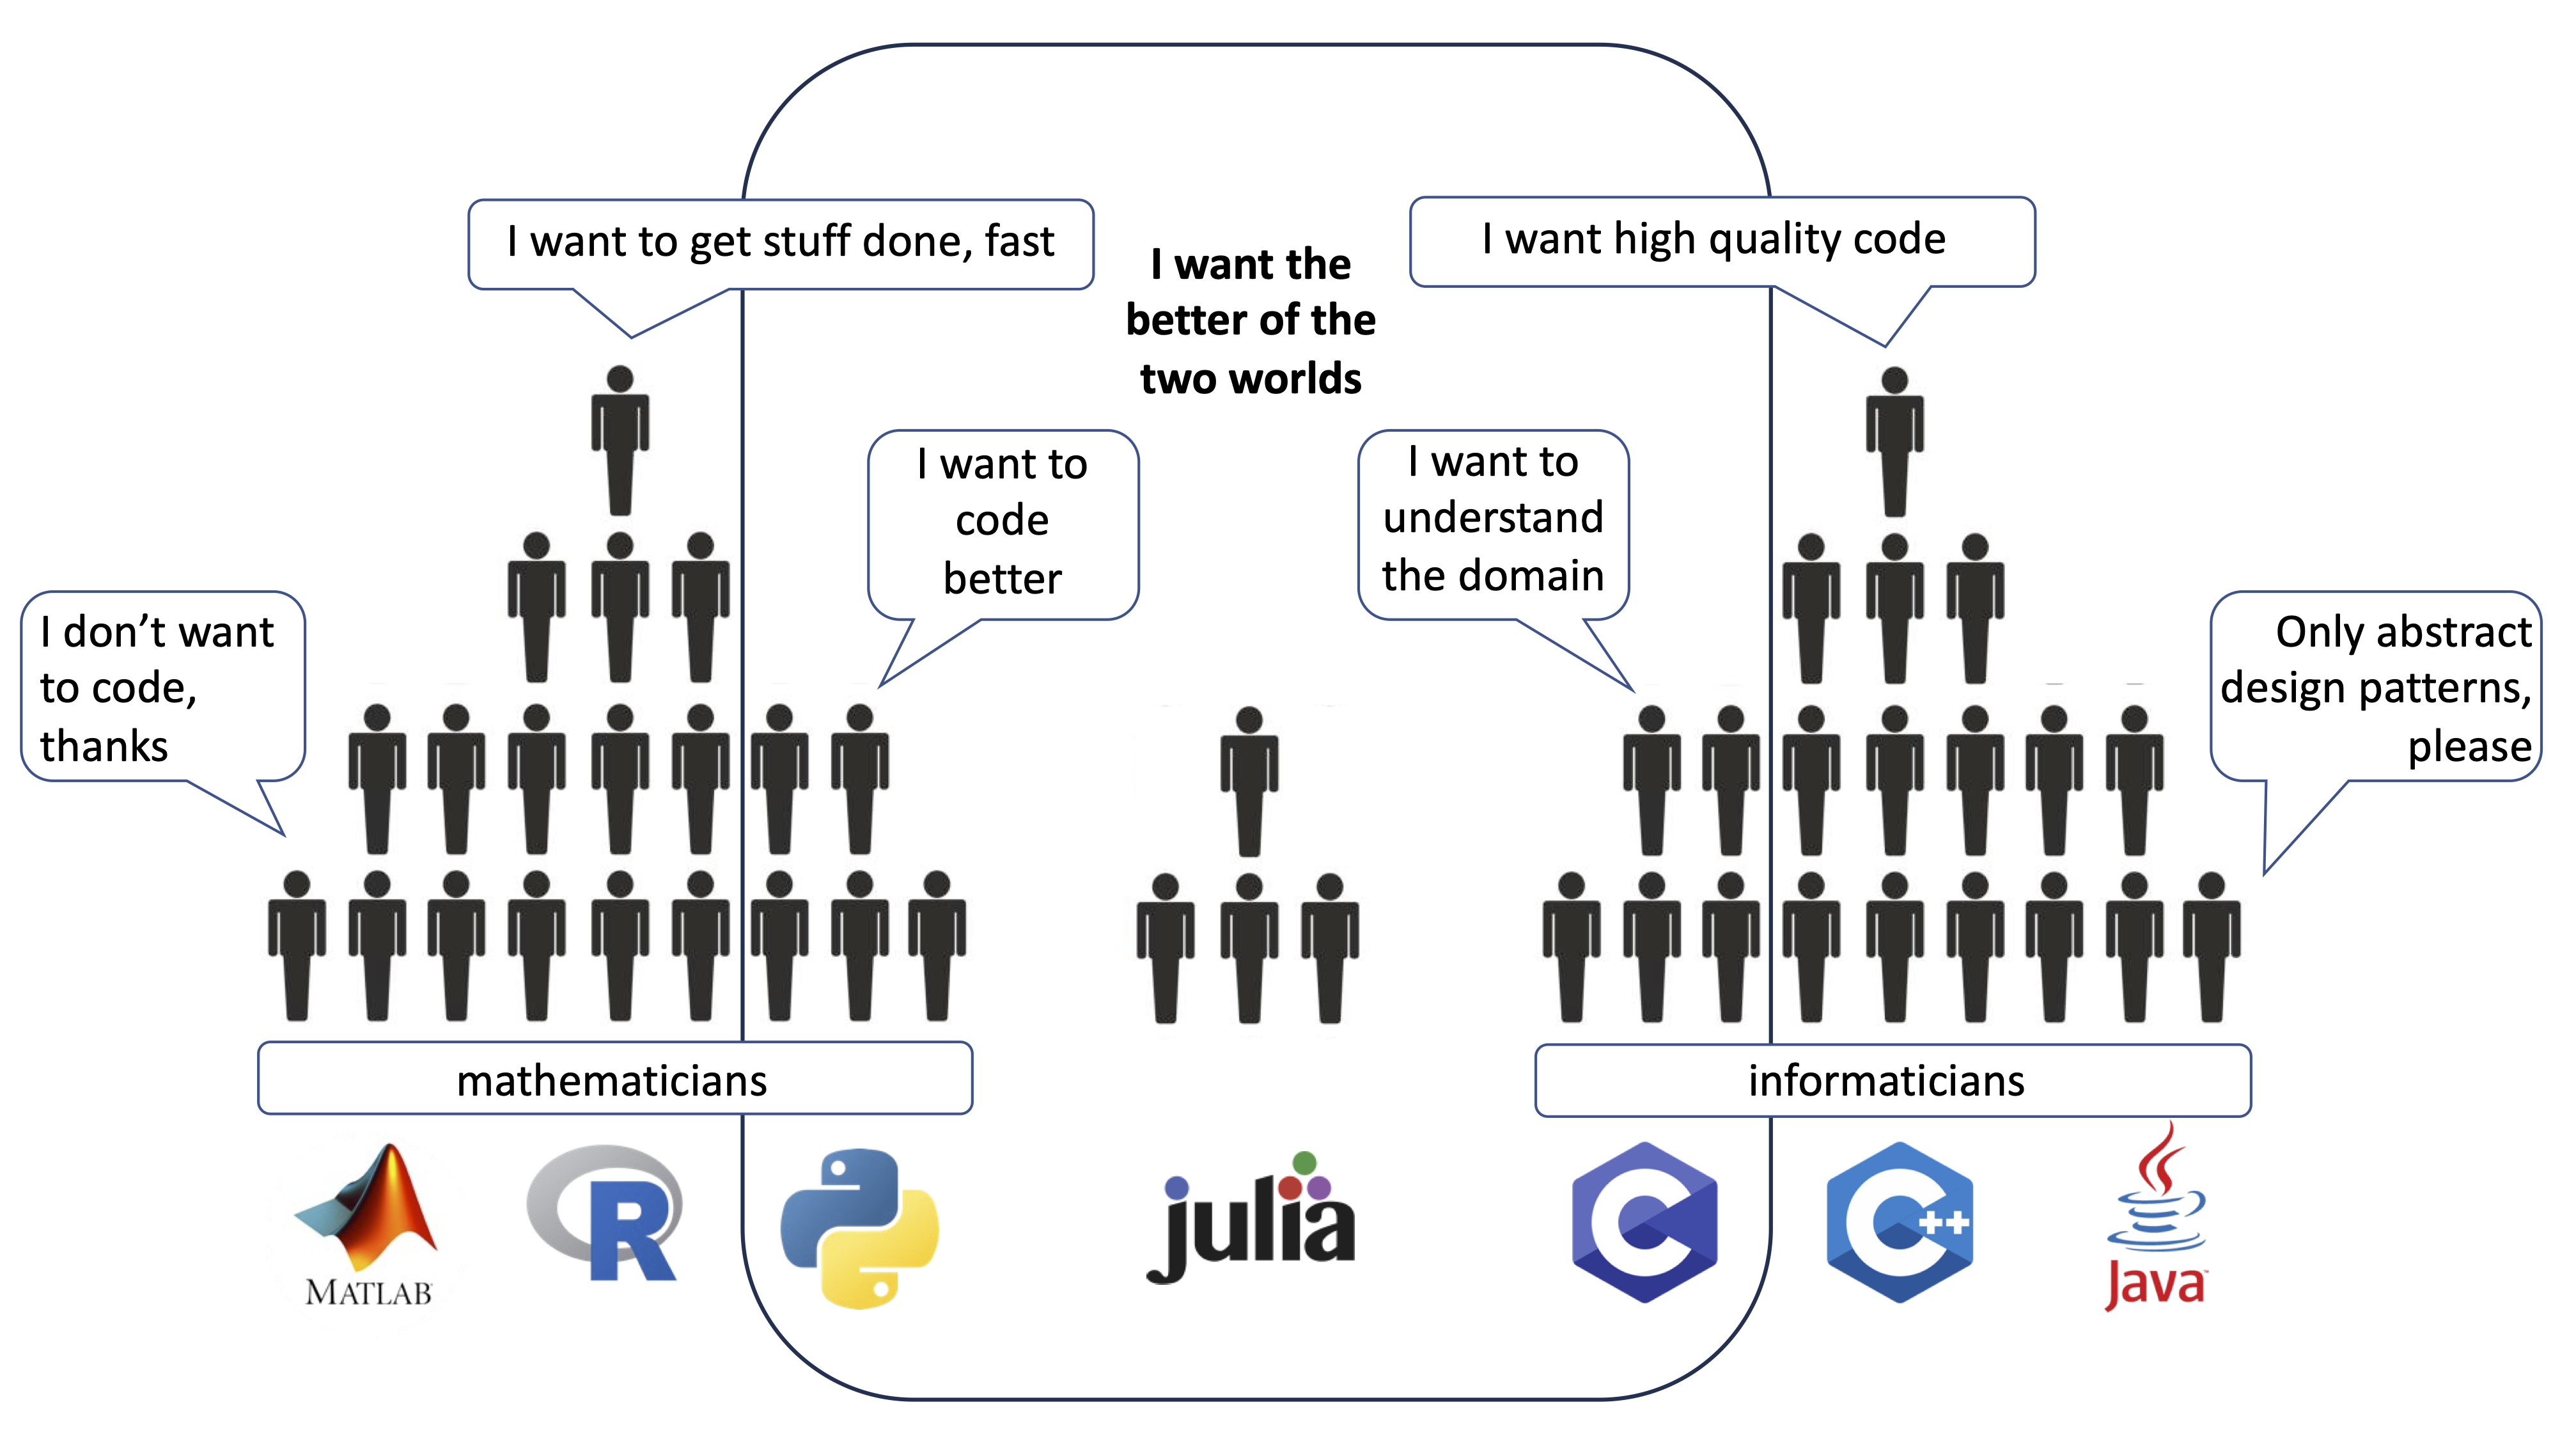 I want to get stuff done, fast
I want high quality code
I want the
better of the
two worlds
I want to
code
better
I want to
understand
the domain
I don’t want
to code,
thanks
Only abstract
design patterns,
please
mathematicians
informaticians
MATLAB
R
julia
C
C++
Java